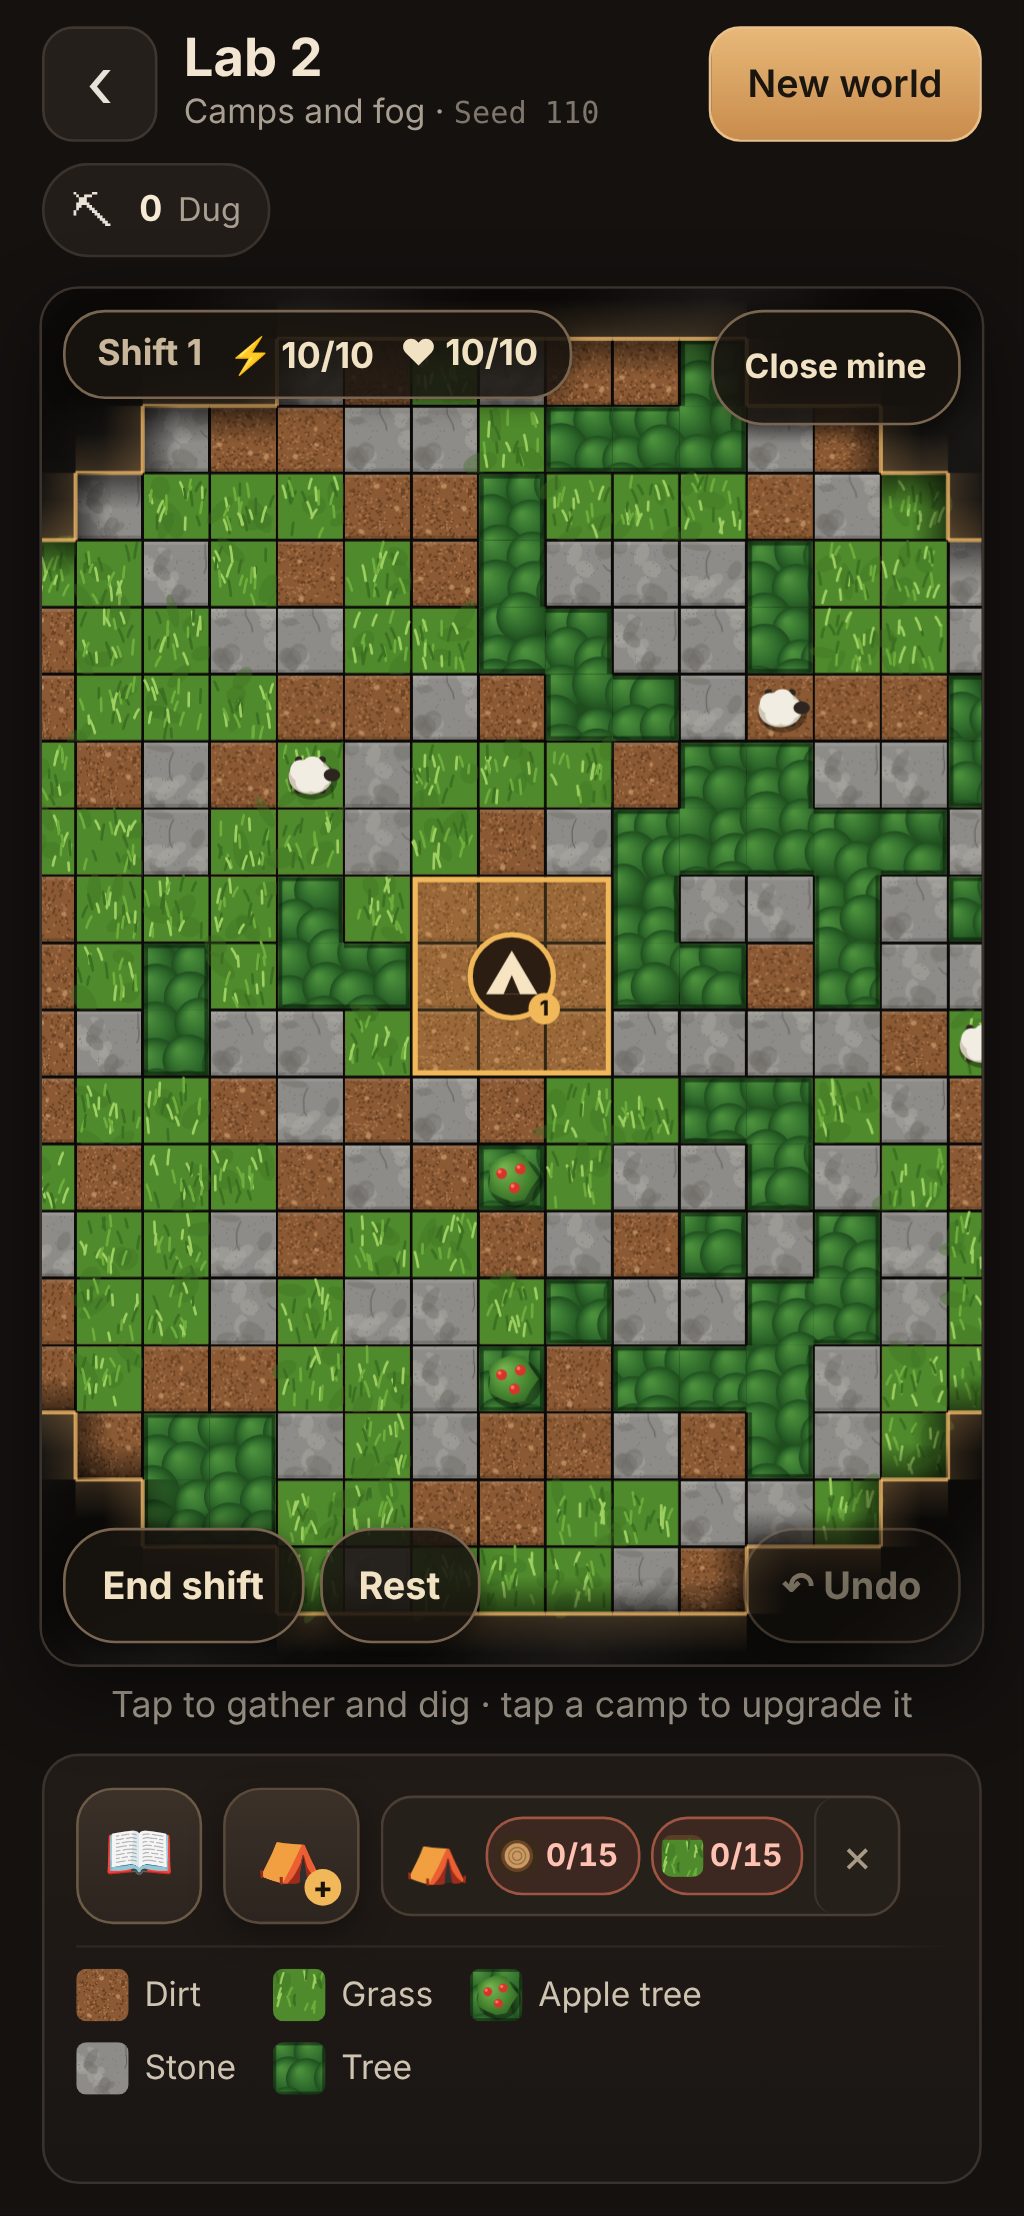 Lab 2
Camps and fog · Seed 110
New world
0 Dug
Shift 1 10/10 10/10
Close mine
1
End shift
Rest
Undo
Tap to gather and dig · tap a camp to upgrade it
0/15
0/15
Dirt
Grass
Apple tree
Stone
Tree